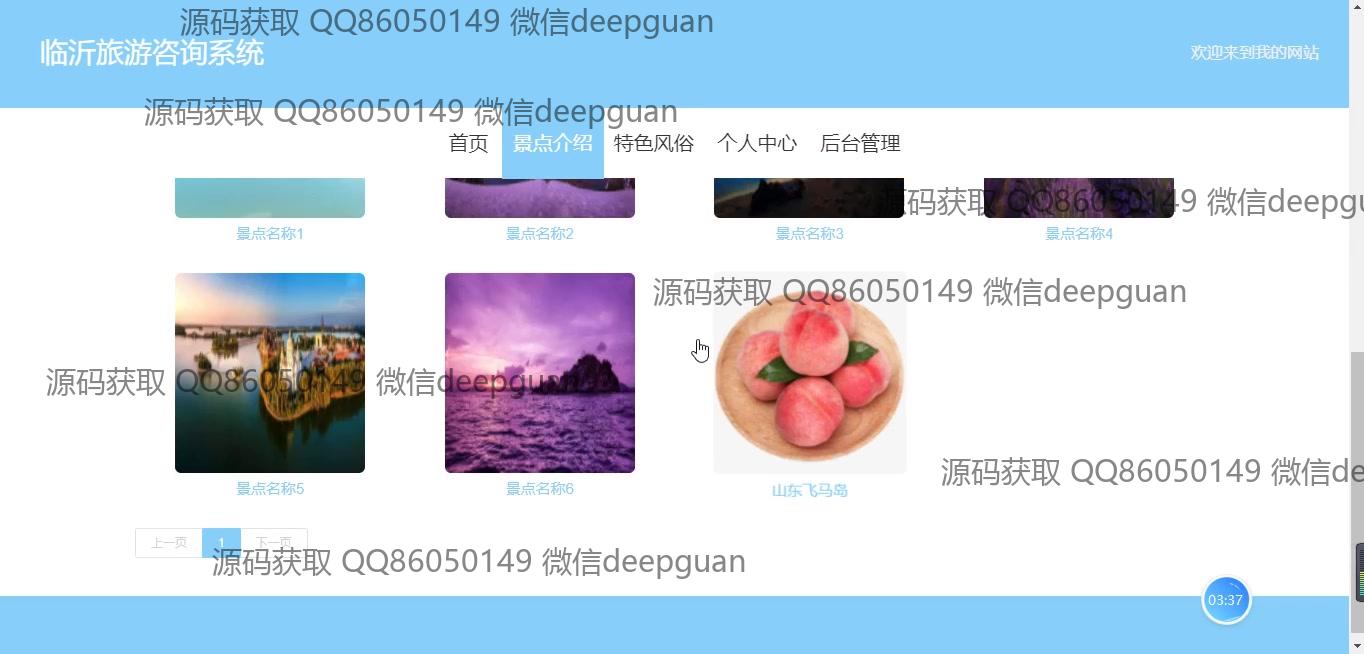 源码获取 QQ86050149 微信deepguan
临沂旅游咨询系统
欢迎来到我的网站
源码获取 QQ86050149 微信deepguan
首页 景点介绍 特色风俗 个人中心 后台管理
源码获取 QQ86050149 微信deepgu
景点名称1 景点名称2 景点名称3 景点名称4
源码获取 QQ86050149 微信deepguan
源码获取 QQ86050149 微信deepguan
源码获取 QQ86050149 微信de
景点名称5 景点名称6 山东飞马岛
上一页 1 下一页
源码获取 QQ86050149 微信deepguan
03:37